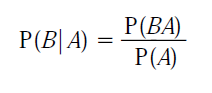 P(B|A) = P(BA) / P(A)